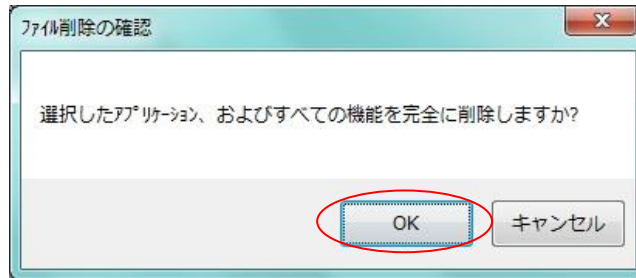 ﾌｧｲﾙ削除の確認
選択したｱﾌﾟﾘｹｰｼｮﾝ、およびすべての機能を完全に削除しますか?
OK
キャンセル